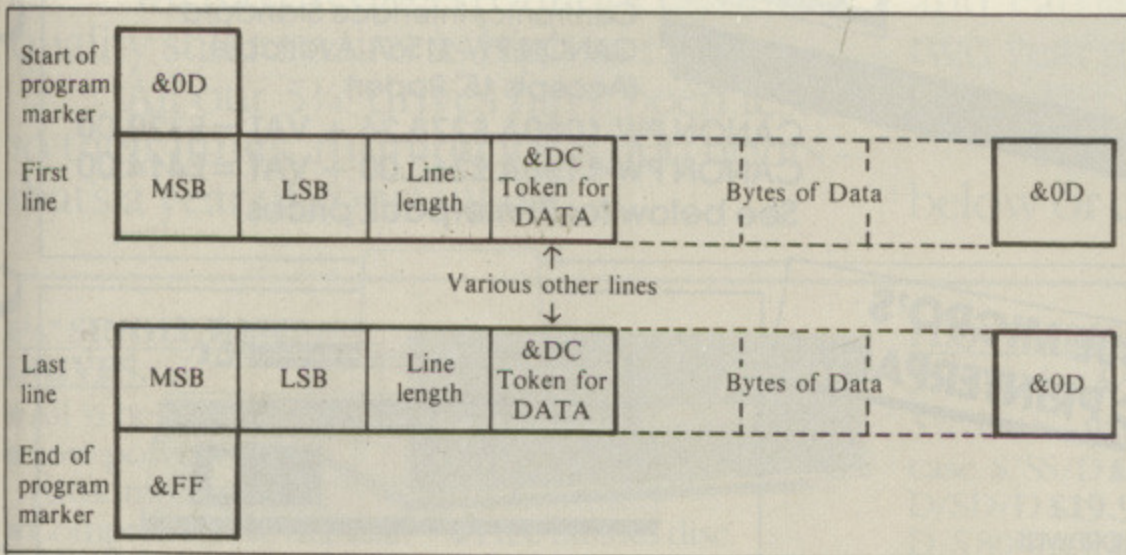 Start of
program
marker
&0D
First
line
MSB
LSB
Line
length
&DC
Token for
DATA
Bytes of Data
&0D
Various other lines
Last
line
MSB
LSB
Line
length
&DC
Token for
DATA
Bytes of Data
&0D
End of
program
marker
&FF